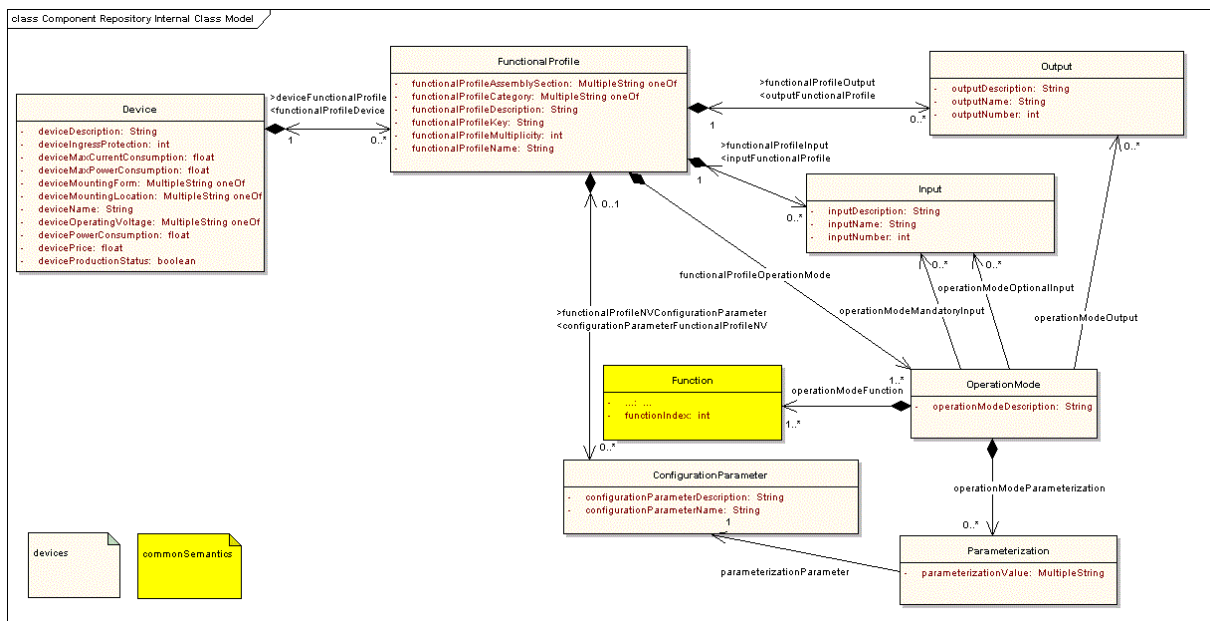 class Component Repository Internal Class Model
FunctionalProfile
- functionalProfileAssemblySection: MultipleString oneOf
- functionalProfileCategory: MultipleString oneOf
- functionalProfileDescription: String
- functionalProfileKey: String
- functionalProfileMultiplicity: int
- functionalProfileName: String
Output
- outputDescription: String
- outputName: String
- outputNumber: int
>functionalProfileOutput
<outputFunctionalProfile
1
0..*
Device
- deviceDescription: String
- deviceIngressProtection: int
- deviceMaxCurrentConsumption: float
- deviceMaxPowerConsumption: float
- deviceMountingForm: MultipleString oneOf
- deviceMountingLocation: MultipleString oneOf
- deviceName: String
- deviceOperatingVoltage: MultipleString oneOf
- devicePowerConsumption: float
- devicePrice: float
- deviceProductionStatus: boolean
>deviceFunctionalProfile
<functionalProfileDevice
1
0..*
>functionalProfileInput
<inputFunctionalProfile
1
0..*
Input
- inputDescription: String
- inputName: String
- inputNumber: int
0..*
0..1
0..*
0..*
functionalProfileOperationMode
operationModeOptionalInput
operationModeMandatoryInput
operationModeOutput
>functionalProfileNVConfigurationParameter
<configurationParameterFunctionalProfileNV
Function
- ...: ...
- functionIndex: int
operationModeFunction
1..*
1..*
OperationMode
- operationModeDescription: String
0..*
ConfigurationParameter
- configurationParameterDescription: String
- configurationParameterName: String
1
operationModeParameterization
0..*
parameterizationParameter
Parameterization
- parameterizationValue: MultipleString
devices
commonSemantics